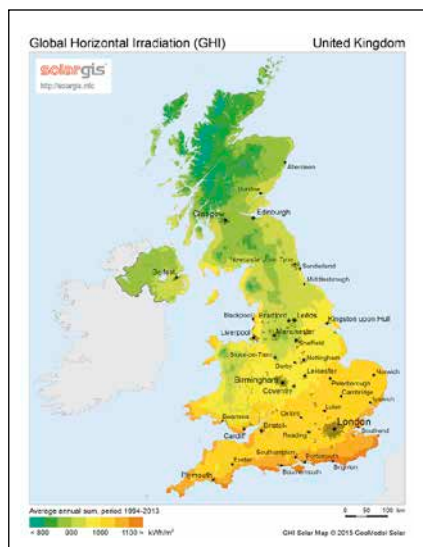 Global Horizontal Irradiation (GHI) United Kingdom
solargis
http://solargis.info
Aberdeen
Dundee
Glasgow Edinburgh
Newcastle upon Tyne
Sunderland
Belfast
Middlesbrough
Blackpool Bradford Leeds
Kingston upon Hull
Liverpool Manchester
Sheffield
Stoke-on-Trent
Nottingham
Derby
Leicester
Norwich
Birmingham
Peterborough
Coventry
Cambridge
Ipswich
Luton
Swansea
Oxford
London
Cardiff
Bristol
Reading
Southend
Southampton
Portsmouth
Exeter
Brighton
Bournemouth
Plymouth
Average annual sum, period 1994-2013
0 50 100 km
< 800 900 1000 1100 > kWh/m²
GHI Solar Map © 2015 GeoModel Solar